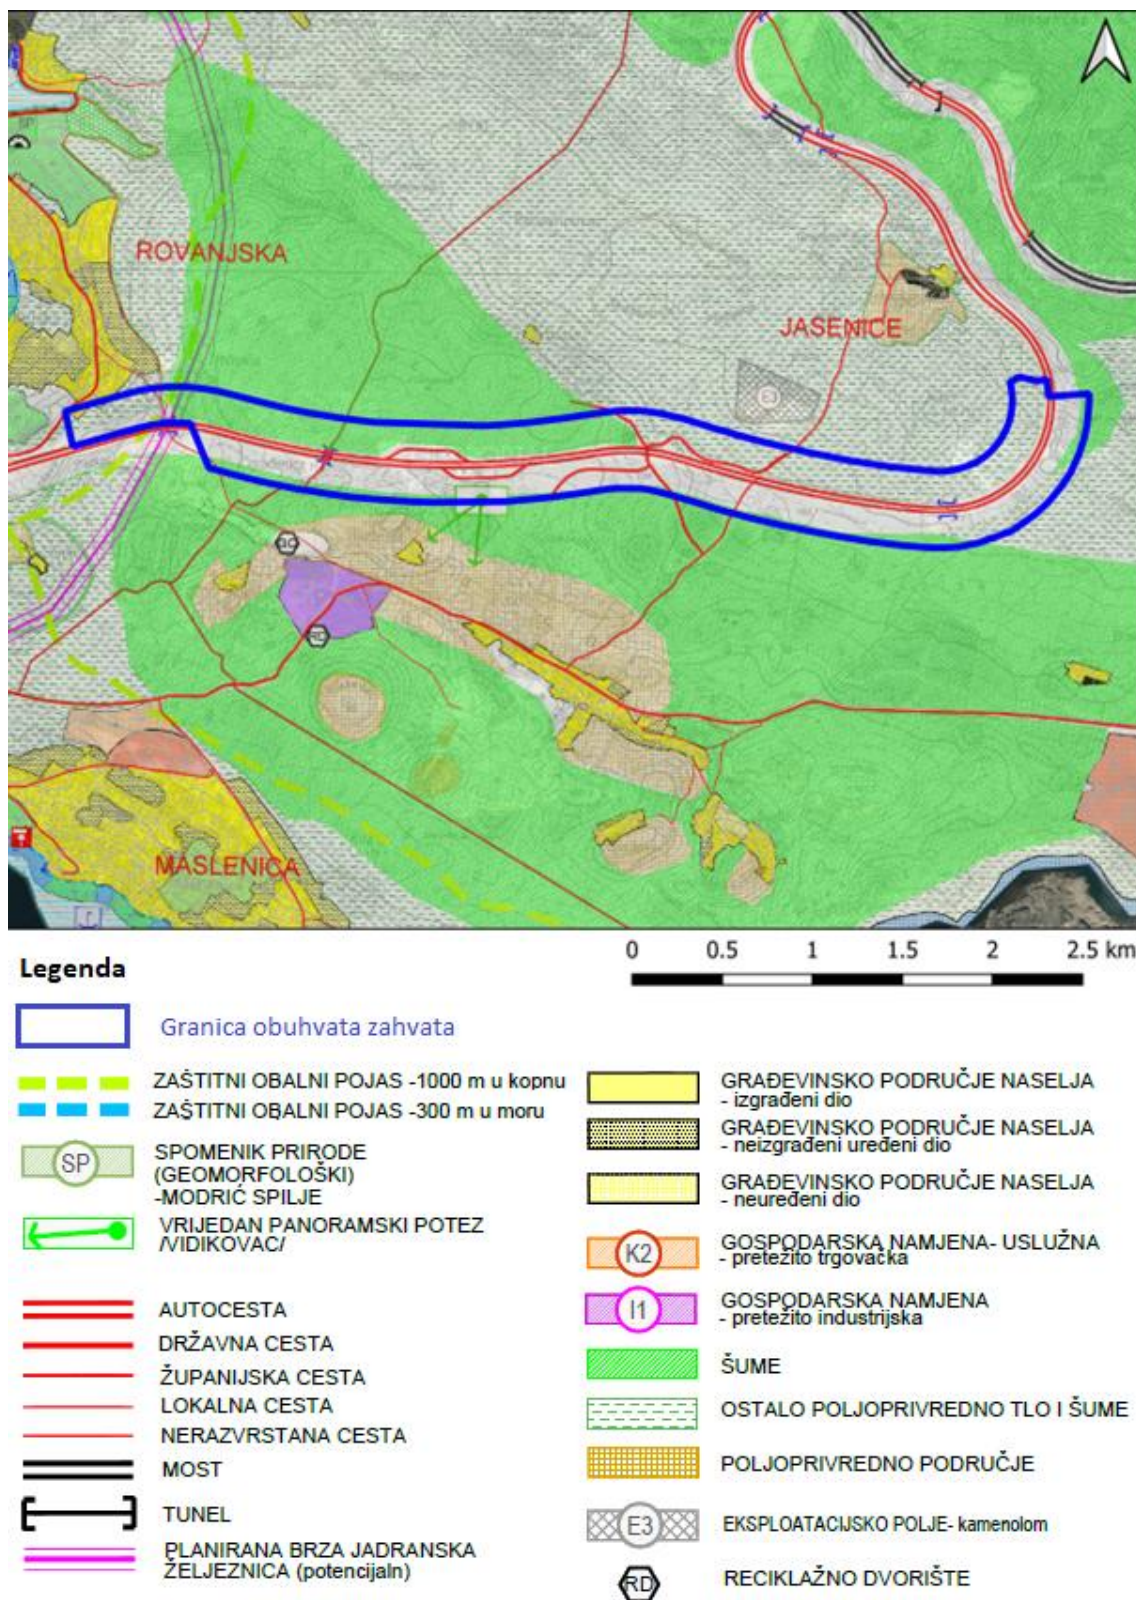 ROVANJSKA
JASENICE
E3
GO
RD
MASLENICA
0 0.5 1 1.5 2 2.5 km
Legenda
Granica obuhvata zahvata
ZAŠTITNI OBALNI POJAS -1000 m u kopnu
ZAŠTITNI OBALNI POJAS -300 m u moru
SP
SPOMENIK PRIRODE
(GEOMORFOLOŠKI)
-MODRIĆ SPILJE
VRIJEDAN PANORAMSKI POTEZ
/VIDIKOVAC/
AUTOCESTA
DRŽAVNA CESTA
ŽUPANIJSKA CESTA
LOKALNA CESTA
NERAZVRSTANA CESTA
MOST
TUNEL
PLANIRANA BRZA JADRANSKA
ŽELJEZNICA (potencijaln)
GRAĐEVINSKO PODRUČJE NASELJA
- izgrađeni dio
GRAĐEVINSKO PODRUČJE NASELJA
- neizgrađeni uređeni dio
GRAĐEVINSKO PODRUČJE NASELJA
- neuređeni dio
K2
GOSPODARSKA NAMJENA- USLUŽNA
- pretežito trgovačka
I1
GOSPODARSKA NAMJENA
- pretežito industrijska
ŠUME
OSTALO POLJOPRIVREDNO TLO I ŠUME
POLJOPRIVREDNO PODRUČJE
E3
EKSPLOATACIJSKO POLJE- kamenolom
RD
RECIKLAŽNO DVORIŠTE